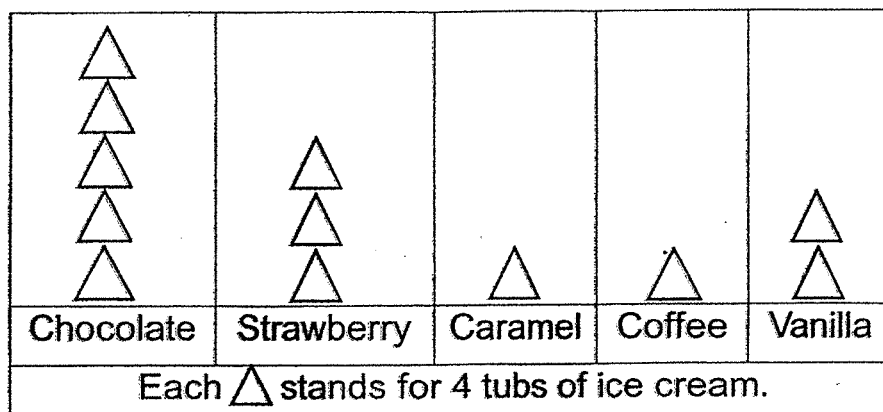 Chocolate Strawberry Caramel Coffee Vanilla
Each △ stands for 4 tubs of ice cream.